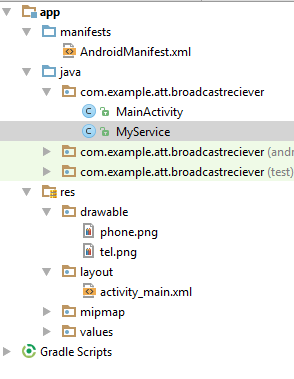 app
manifests
AndroidManifest.xml
java
com.example.att.broadcastreciever
MainActivity
MyService
com.example.att.broadcastreciever (and
com.example.att.broadcastreciever (test)
res
drawable
phone.png
tel.png
layout
activity_main.xml
mipmap
values
Gradle Scripts